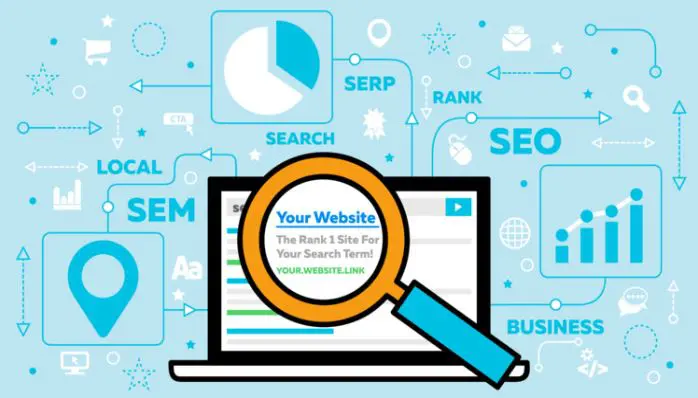 SERP
RANK
CTA
SEARCH
SEO
LOCAL
SEM
Your Website
The Rank 1 Site For
Your Search Term!
YOUR.WEBSITE.LINK
Aa
BUSINESS